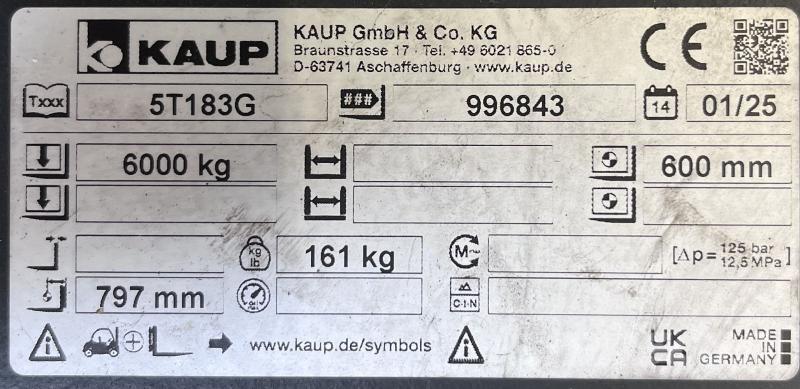 KAUP
KAUP GmbH & Co. KG
Braunstrasse 17 · Tel. +49 6021 865-0
D-63741 Aschaffenburg · www.kaup.de
CE
Txxx 5T183G ### 996843 14 01/25
6000 kg 600 mm
kg lb 161 kg M~ [Δp= 125 bar 12,5 MPa]
797 mm C-I-N
www.kaup.de/symbols
UK CA
MADE IN GERMANY